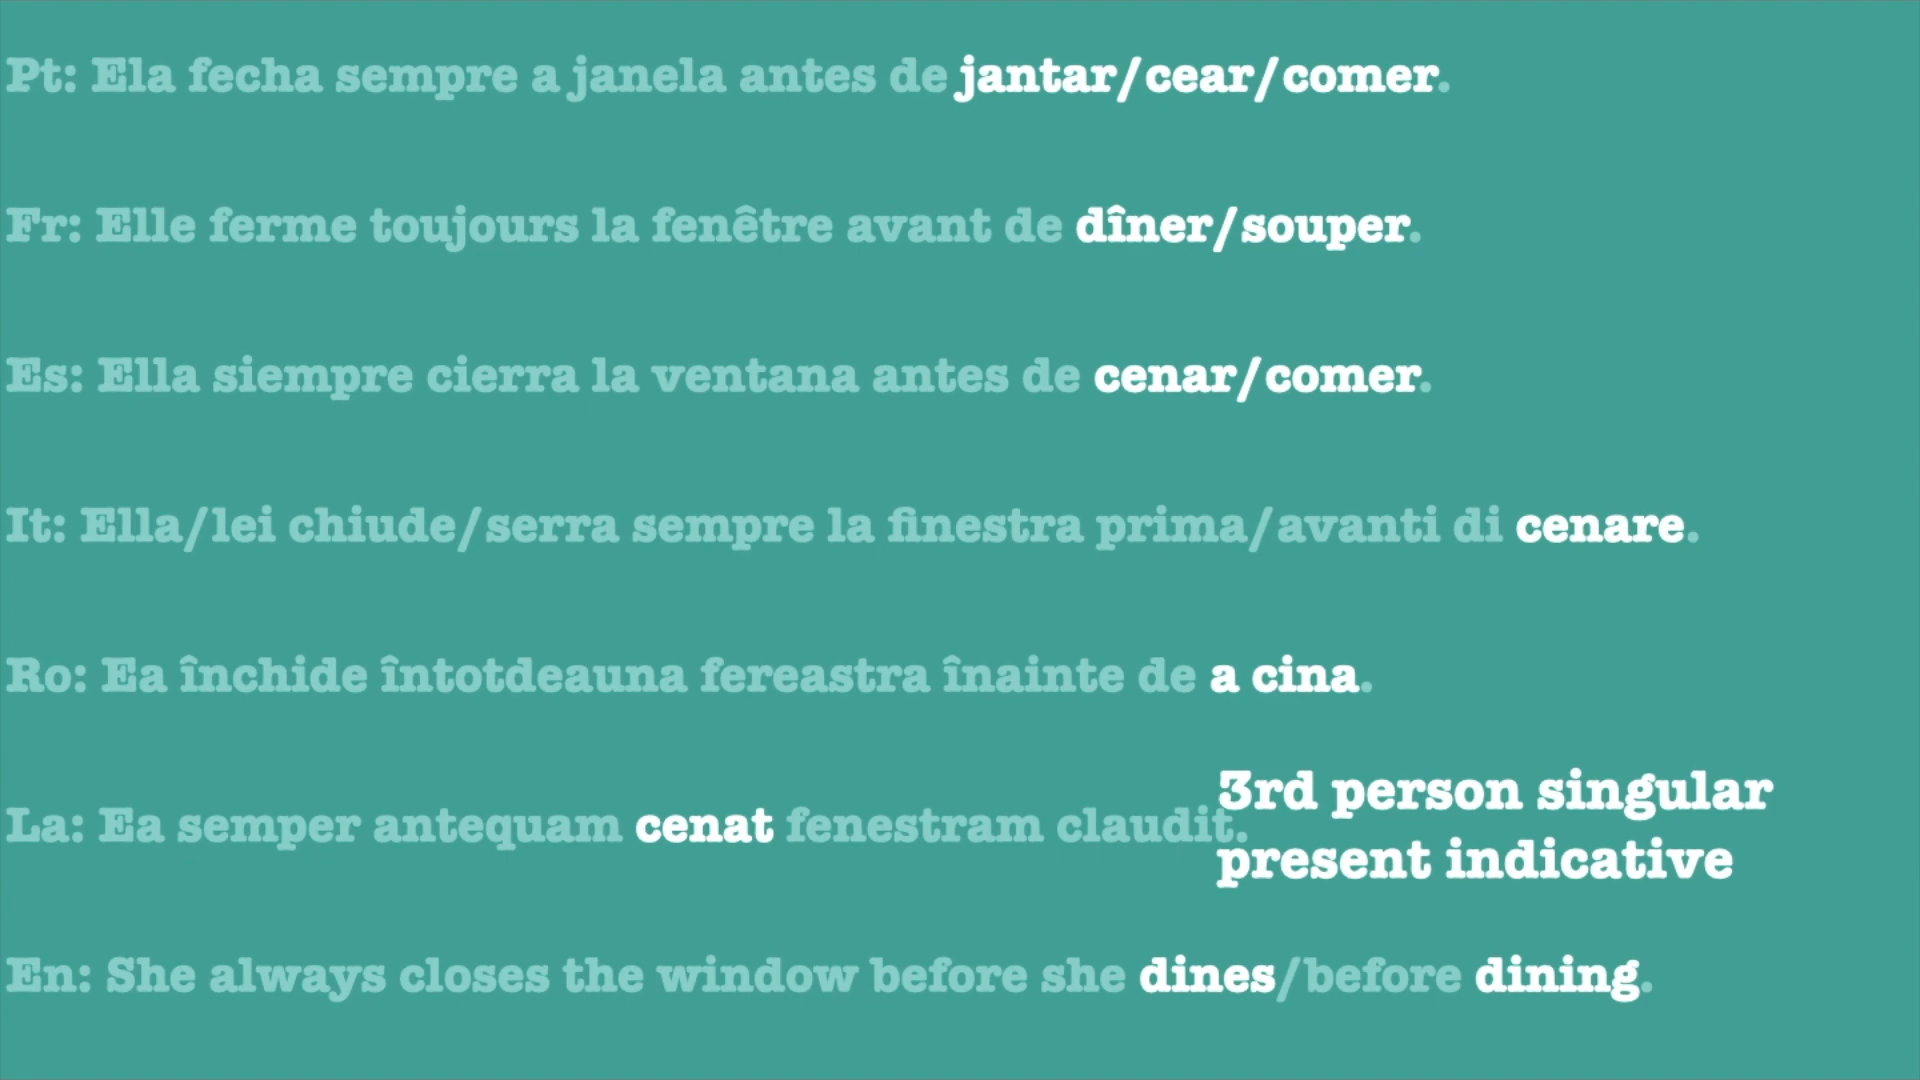 Pt: Ela fecha sempre a janela antes de jantar/cear/comer.
Fr: Elle ferme toujours la fenêtre avant de dîner/souper.
Es: Ella siempre cierra la ventana antes de cenar/comer.
It: Ella/lei chiude/serra sempre la finestra prima/avanti di cenare.
Ro: Ea închide întotdeauna fereastra înainte de a cina.
La: Ea semper antequam cenat fenestram claudit.
3rd person singular
present indicative
En: She always closes the window before she dines/before dining.